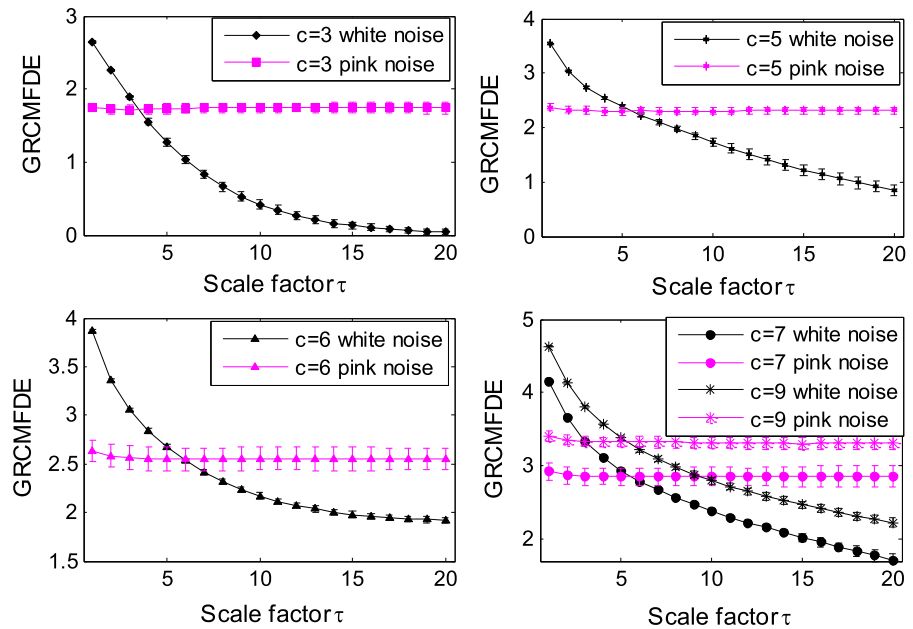 c=3 white noise
c=3 pink noise
GRCMFDE
3
2
1
0
5 10 15 20
Scale factor τ
c=5 white noise
c=5 pink noise
GRCMFDE
4
3
2
1
0
5 10 15 20
Scale factor τ
c=6 white noise
c=6 pink noise
GRCMFDE
4
3.5
3
2.5
2
1.5
5 10 15 20
Scale factor τ
c=7 white noise
c=7 pink noise
c=9 white noise
c=9 pink noise
GRCMFDE
5
4
3
2
5 10 15 20
Scale factor τ